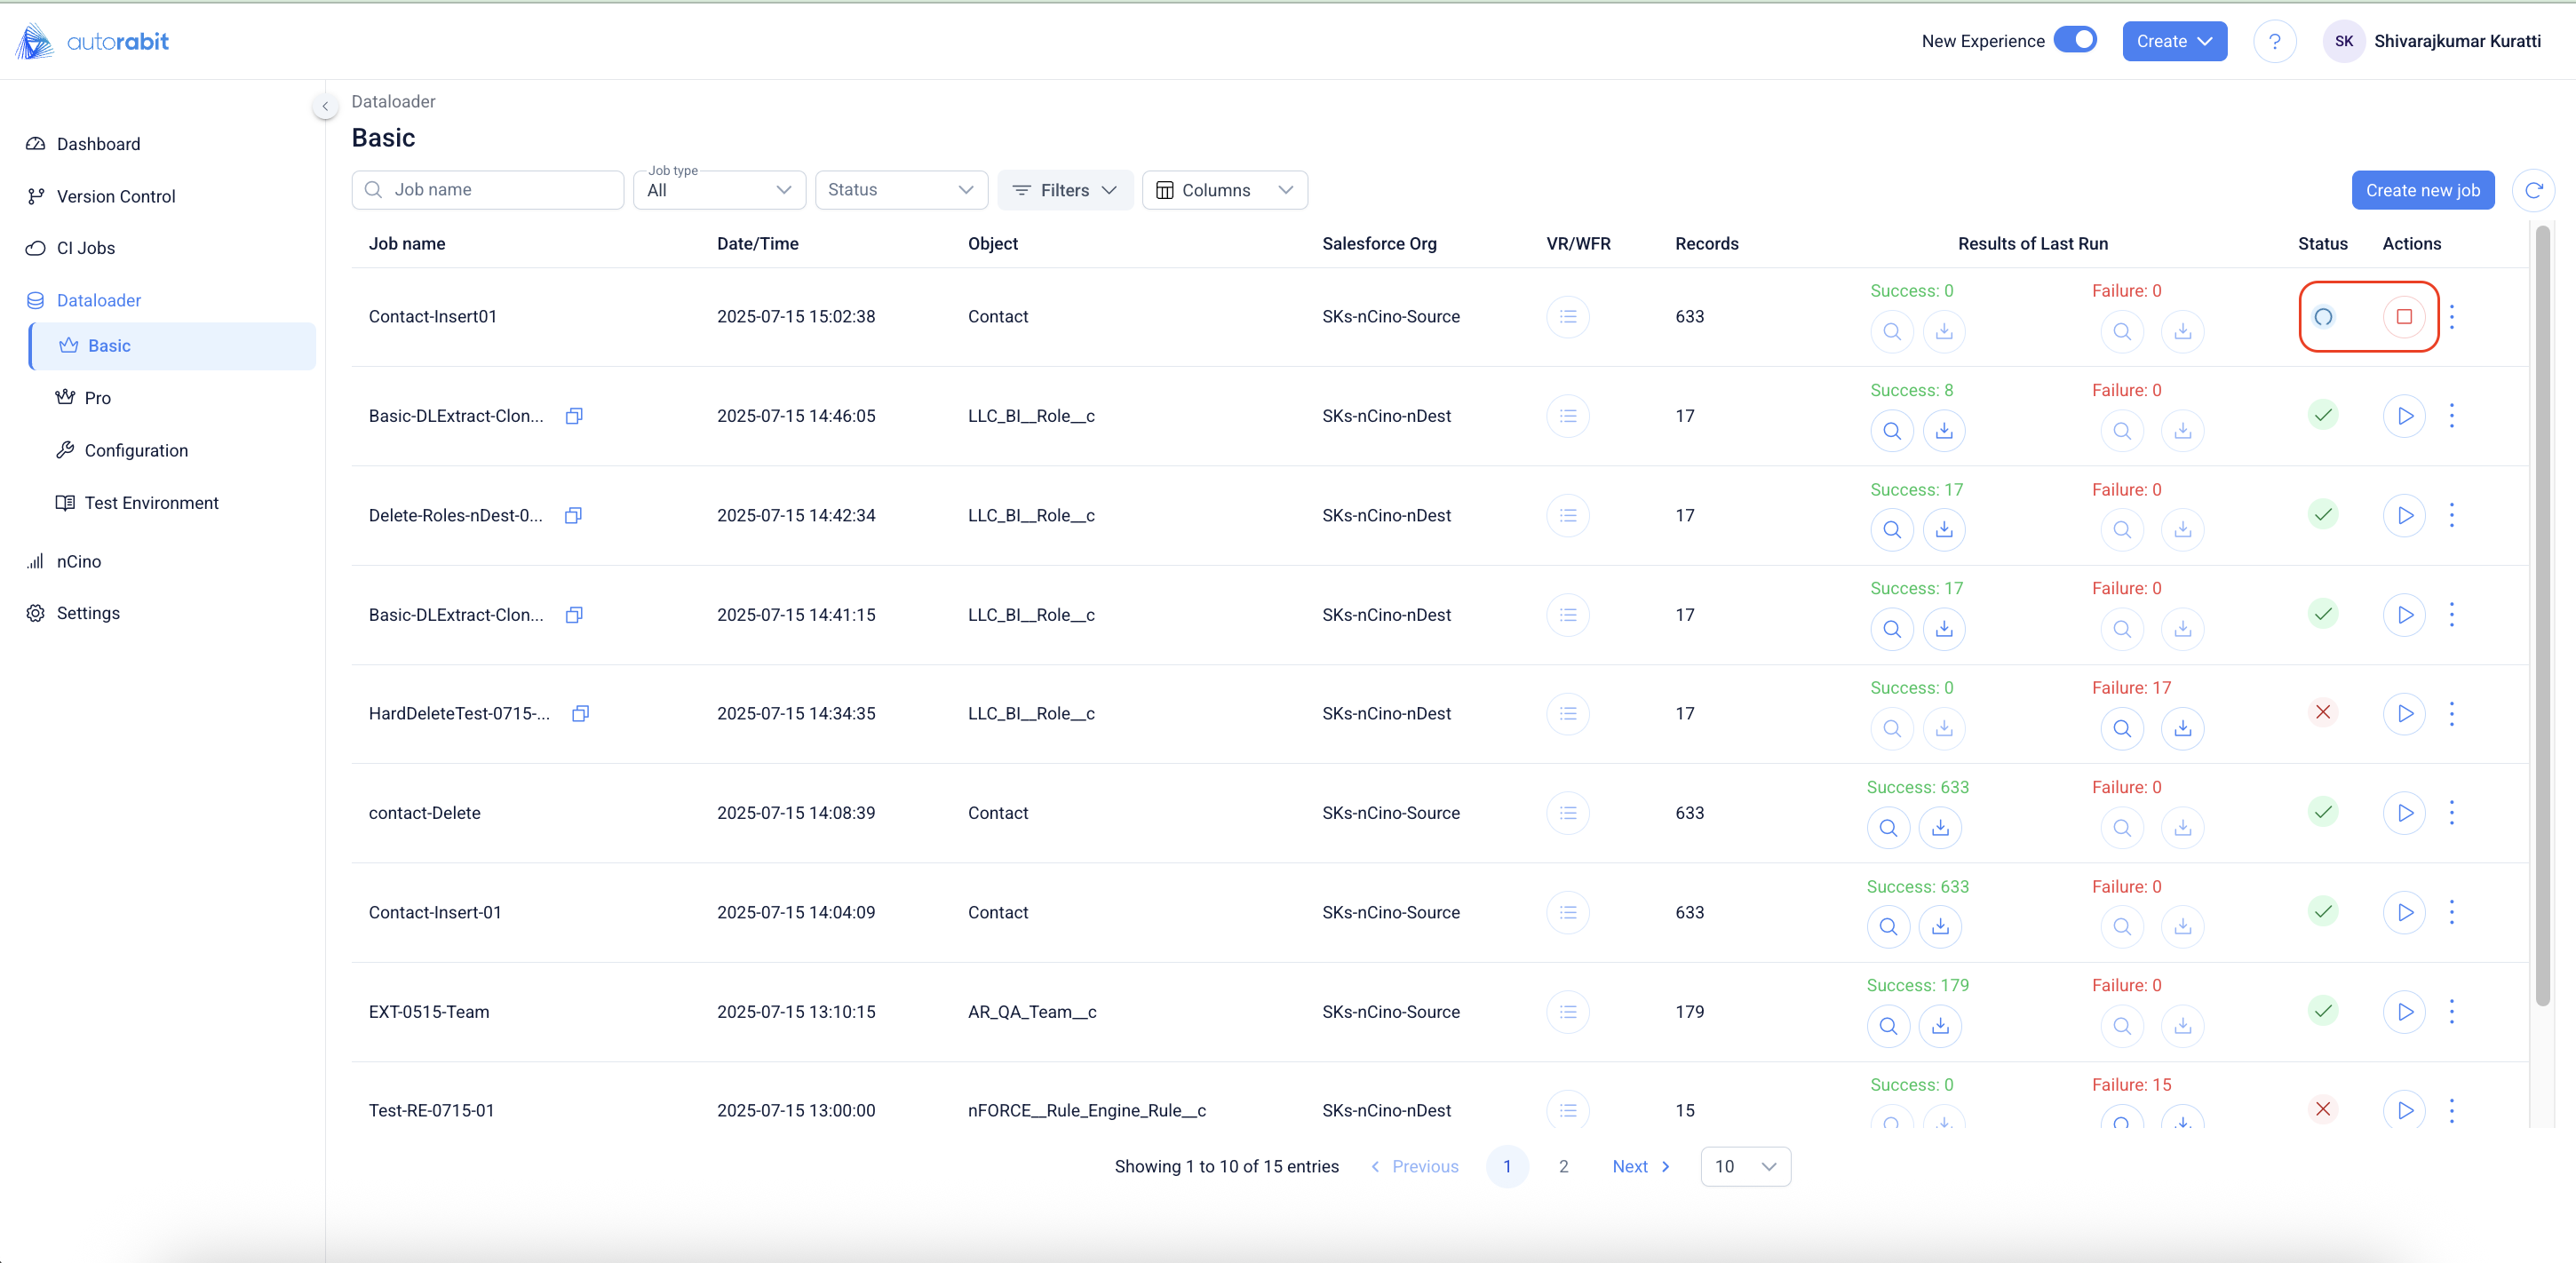 autorabit
New Experience Create ? SK Shivarajkumar Kuratti
Dashboard
Version Control
CI Jobs
Dataloader
Basic
Pro
Configuration
Test Environment
nCino
Settings
Dataloader
Basic
Job name Job type All Status Filters Columns Create new job
Job name Date/Time Object Salesforce Org VR/WFR Records Results of Last Run Status Actions
Contact-Insert01 2025-07-15 15:02:38 Contact SKs-nCino-Source 633 Success: 0 Failure: 0
Basic-DLExtract-Clon... 2025-07-15 14:46:05 LLC_BI__Role__c SKs-nCino-nDest 17 Success: 8 Failure: 0
Delete-Roles-nDest-0... 2025-07-15 14:42:34 LLC_BI__Role__c SKs-nCino-nDest 17 Success: 17 Failure: 0
Basic-DLExtract-Clon... 2025-07-15 14:41:15 LLC_BI__Role__c SKs-nCino-nDest 17 Success: 17 Failure: 0
HardDeleteTest-0715-... 2025-07-15 14:34:35 LLC_BI__Role__c SKs-nCino-nDest 17 Success: 0 Failure: 17
contact-Delete 2025-07-15 14:08:39 Contact SKs-nCino-Source 633 Success: 633 Failure: 0
Contact-Insert-01 2025-07-15 14:04:09 Contact SKs-nCino-Source 633 Success: 633 Failure: 0
EXT-0515-Team 2025-07-15 13:10:15 AR_QA_Team__c SKs-nCino-Source 179 Success: 179 Failure: 0
Test-RE-0715-01 2025-07-15 13:00:00 nFORCE__Rule_Engine_Rule__c SKs-nCino-nDest 15 Success: 0 Failure: 15
Showing 1 to 10 of 15 entries Previous 1 2 Next 10